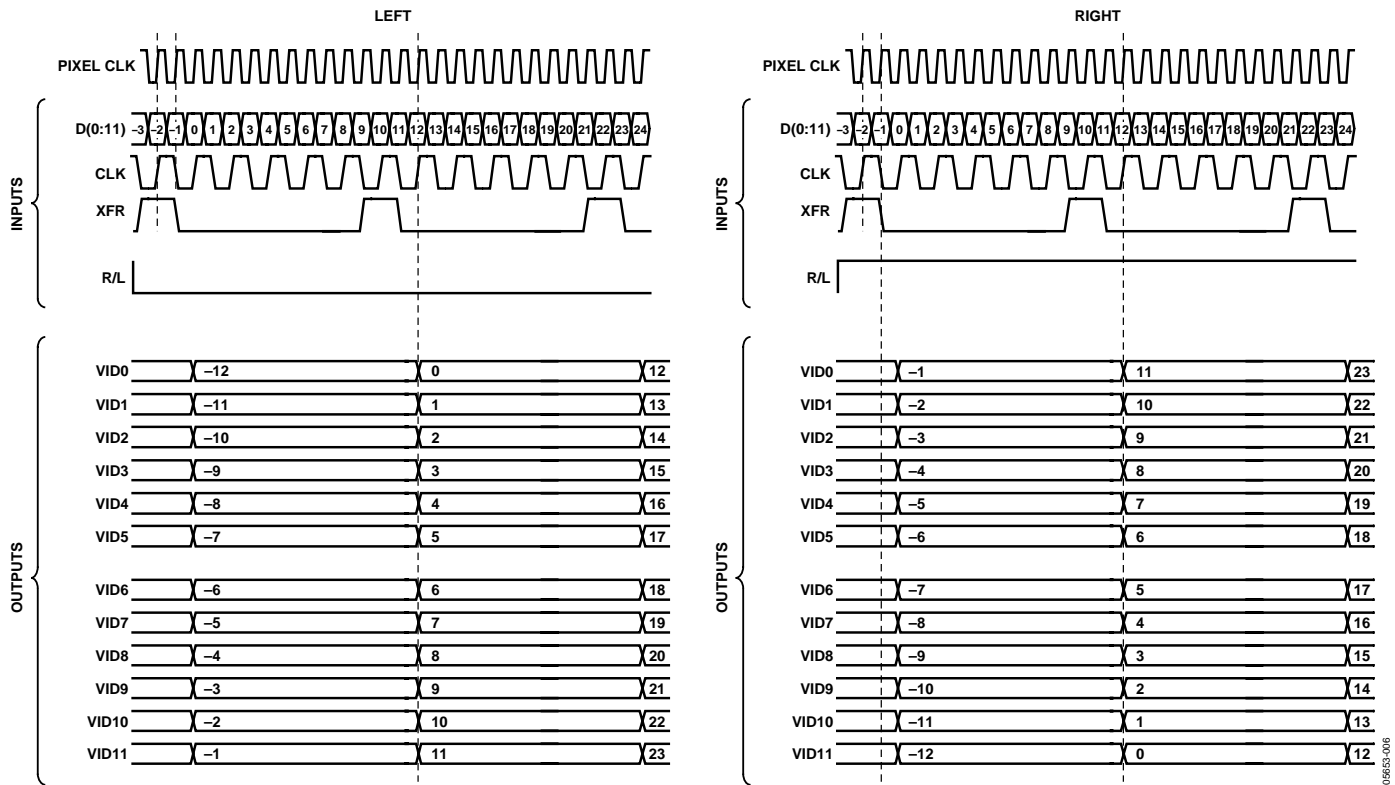 LEFT
PIXEL CLK
INPUTS
D(0:11) –3 –2 –1 0 1 2 3 4 5 6 7 8 9 10 11 12 13 14 15 16 17 18 19 20 21 22 23 24
CLK
XFR
R/L
OUTPUTS
VID0 –12 0 12
VID1 –11 1 13
VID2 –10 2 14
VID3 –9 3 15
VID4 –8 4 16
VID5 –7 5 17
VID6 –6 6 18
VID7 –5 7 19
VID8 –4 8 20
VID9 –3 9 21
VID10 –2 10 22
VID11 –1 11 23
RIGHT
PIXEL CLK
INPUTS
D(0:11) –3 –2 –1 0 1 2 3 4 5 6 7 8 9 10 11 12 13 14 15 16 17 18 19 20 21 22 23 24
CLK
XFR
R/L
OUTPUTS
VID0 –1 11 23
VID1 –2 10 22
VID2 –3 9 21
VID3 –4 8 20
VID4 –5 7 19
VID5 –6 6 18
VID6 –7 5 17
VID7 –8 4 16
VID8 –9 3 15
VID9 –10 2 14
VID10 –11 1 13
VID11 –12 0 12
05653-006